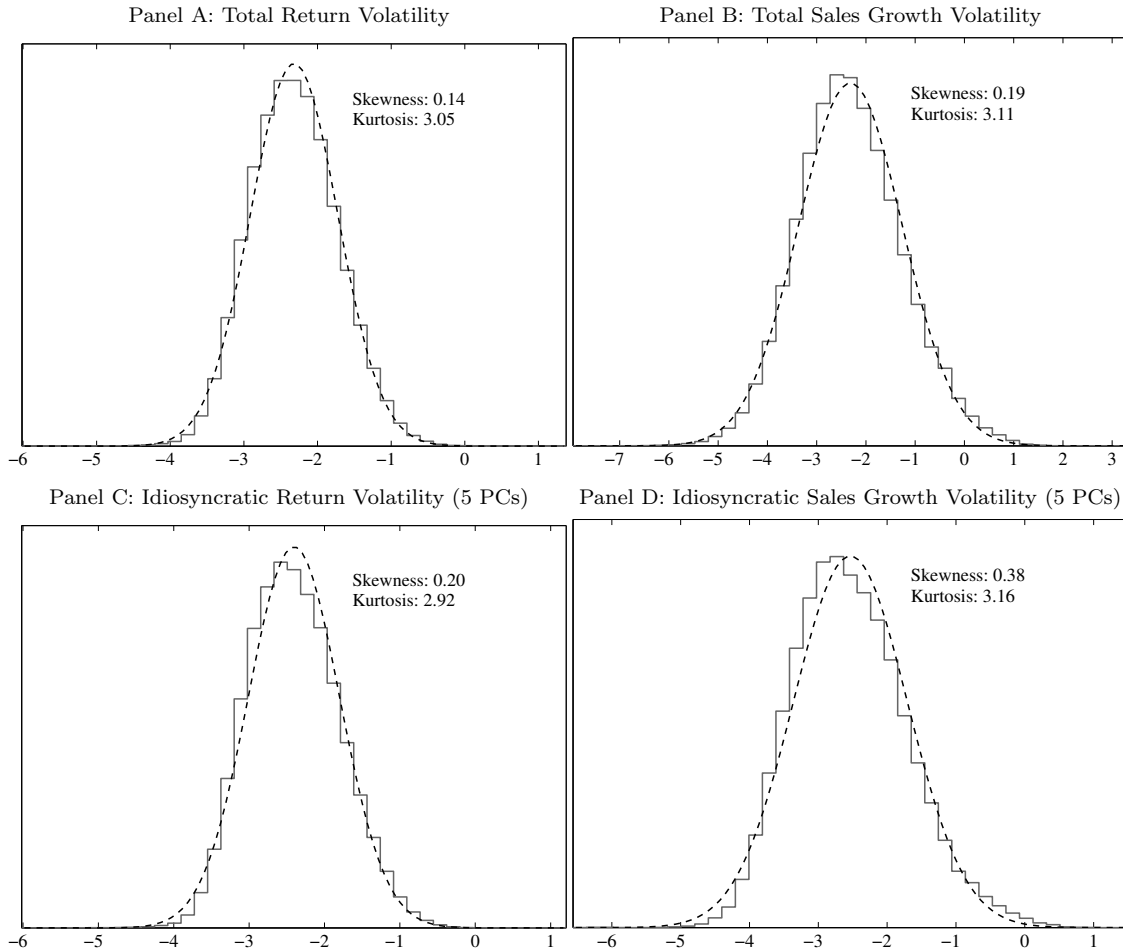 Panel A: Total Return Volatility
Skewness: 0.14
Kurtosis: 3.05
−6 −5 −4 −3 −2 −1 0 1
Panel B: Total Sales Growth Volatility
Skewness: 0.19
Kurtosis: 3.11
−7 −6 −5 −4 −3 −2 −1 0 1 2 3
Panel C: Idiosyncratic Return Volatility (5 PCs)
Skewness: 0.20
Kurtosis: 2.92
−6 −5 −4 −3 −2 −1 0 1
Panel D: Idiosyncratic Sales Growth Volatility (5 PCs)
Skewness: 0.38
Kurtosis: 3.16
−6 −5 −4 −3 −2 −1 0 1